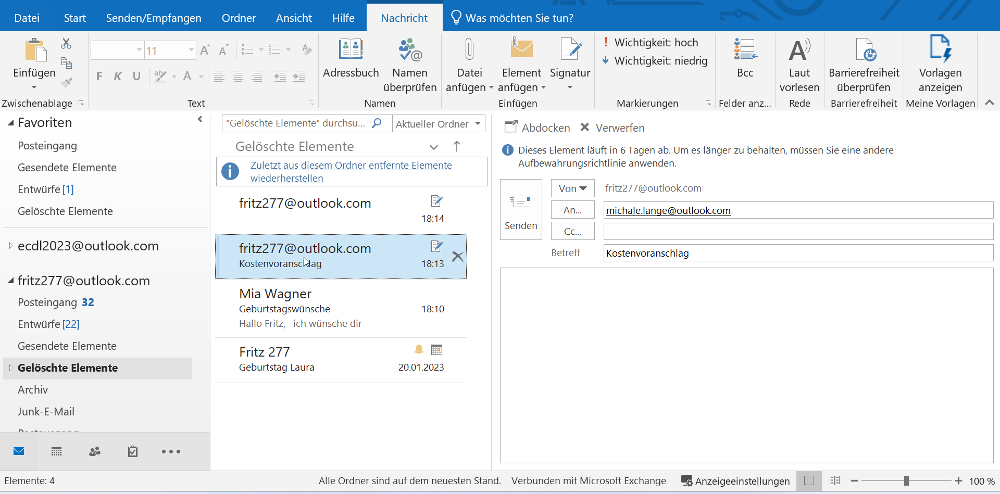 Datei Start Senden/Empfangen Ordner Ansicht Hilfe Nachricht Was möchten Sie tun?
Einfügen
Zwischenablage
11
F K U
Text
Adressbuch
Namen
überprüfen
Namen
Datei
anfügen
Element
anfügen
Signatur
Einfügen
Wichtigkeit: hoch
Wichtigkeit: niedrig
Markierungen
Bcc
Felder anz...
Laut
vorlesen
Rede
Barrierefreiheit
überprüfen
Barrierefreiheit
Vorlagen
anzeigen
Meine Vorlagen
Favoriten
Posteingang
Gesendete Elemente
Entwürfe [1]
Gelöschte Elemente
ecdl2023@outlook.com
fritz277@outlook.com
Posteingang 32
Entwürfe [22]
Gesendete Elemente
Gelöschte Elemente
Archiv
Junk-E-Mail
"Gelöschte Elemente" durchsu... Aktueller Ordner
Gelöschte Elemente
Zuletzt aus diesem Ordner entfernte Elemente
wiederherstellen
fritz277@outlook.com
18:14
fritz277@outlook.com
Kostenvoranschlag 18:13
Mia Wagner
Geburtstagswünsche 18:10
Hallo Fritz, ich wünsche dir
Fritz 277
Geburtstag Laura 20.01.2023
Abdocken Verwerfen
Dieses Element läuft in 6 Tagen ab. Um es länger zu behalten, müssen Sie eine andere
Aufbewahrungsrichtlinie anwenden.
Senden
Von fritz277@outlook.com
An... michale.lange@outlook.com
Cc...
Betreff Kostenvoranschlag
Elemente: 4 Alle Ordner sind auf dem neuesten Stand. Verbunden mit Microsoft Exchange Anzeigeeinstellungen 100 %